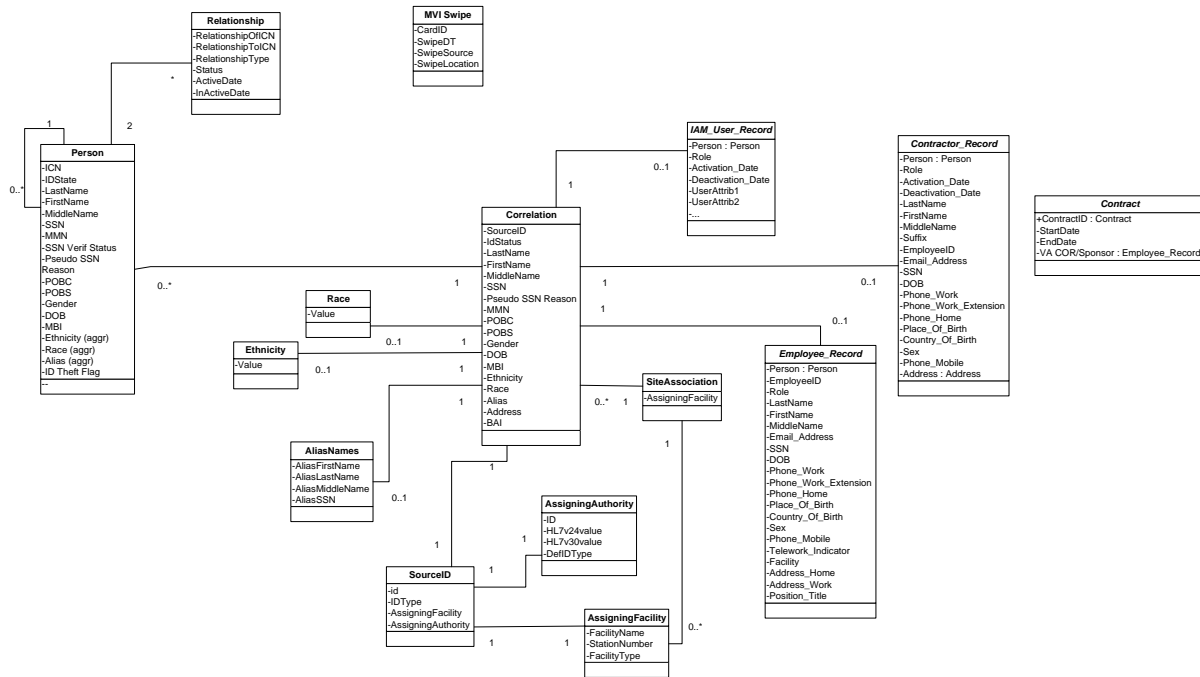 Relationship
-RelationshipOfICN
-RelationshipToICN
-RelationshipType
-Status
-ActiveDate
-InActiveDate
*
2
MVI Swipe
-CardID
-SwipeDT
-SwipeSource
-SwipeLocation
1
0..*
Person
-ICN
-IDState
-LastName
-FirstName
-MiddleName
-SSN
-MMN
-SSN Verif Status
-Pseudo SSN
Reason
-POBC
-POBS
-Gender
-DOB
-MBI
-Ethnicity (aggr)
-Race (aggr)
-Alias (aggr)
-ID Theft Flag
--
0..*
1
Correlation
-SourceID
-IdStatus
-LastName
-FirstName
-MiddleName
-SSN
-Pseudo SSN Reason
-MMN
-POBC
-POBS
-Gender
-DOB
-MBI
-Ethnicity
-Race
-Alias
-Address
-BAI
1
0..1
IAM_User_Record
-Person : Person
-Role
-Activation_Date
-Deactivation_Date
-UserAttrib1
-UserAttrib2
-...
1
0..1
Contractor_Record
-Person : Person
-Role
-Activation_Date
-Deactivation_Date
-LastName
-FirstName
-MiddleName
-Suffix
-EmployeeID
-Email_Address
-SSN
-DOB
-Phone_Work
-Phone_Work_Extension
-Phone_Home
-Place_Of_Birth
-Country_Of_Birth
-Sex
-Phone_Mobile
-Address : Address
Contract
+ContractID : Contract
-StartDate
-EndDate
-VA COR/Sponsor : Employee_Record
1
0..1
Employee_Record
-Person : Person
-EmployeeID
-Role
-LastName
-FirstName
-MiddleName
-Email_Address
-SSN
-DOB
-Phone_Work
-Phone_Work_Extension
-Phone_Home
-Place_Of_Birth
-Country_Of_Birth
-Sex
-Phone_Mobile
-Telework_Indicator
-Facility
-Address_Home
-Address_Work
-Position_Title
Race
-Value
0..1
1
Ethnicity
-Value
0..1
1
AliasNames
-AliasFirstName
-AliasLastName
-AliasMiddleName
-AliasSSN
0..1
1
SiteAssociation
-AssigningFacility
0..*
1
1
0..*
1
1
AssigningAuthority
-ID
-HL7v24value
-HL7v30value
-DefIDType
1
1
SourceID
-id
-IDType
-AssigningFacility
-AssigningAuthority
1
1
AssigningFacility
-FacilityName
-StationNumber
-FacilityType